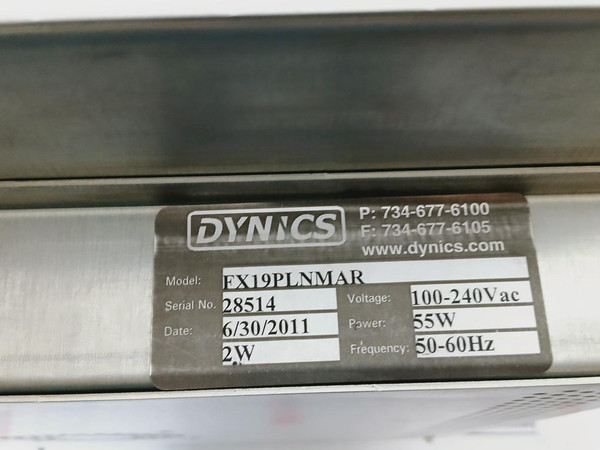 DYNICS P: 734-677-6100
F: 734-677-6105
www.dynics.com
Model: FX19PLNMAR
Serial No. 28514 Voltage: 100-240Vac
Date: 6/30/2011 Power: 55W
2W Frequency: 50-60Hz